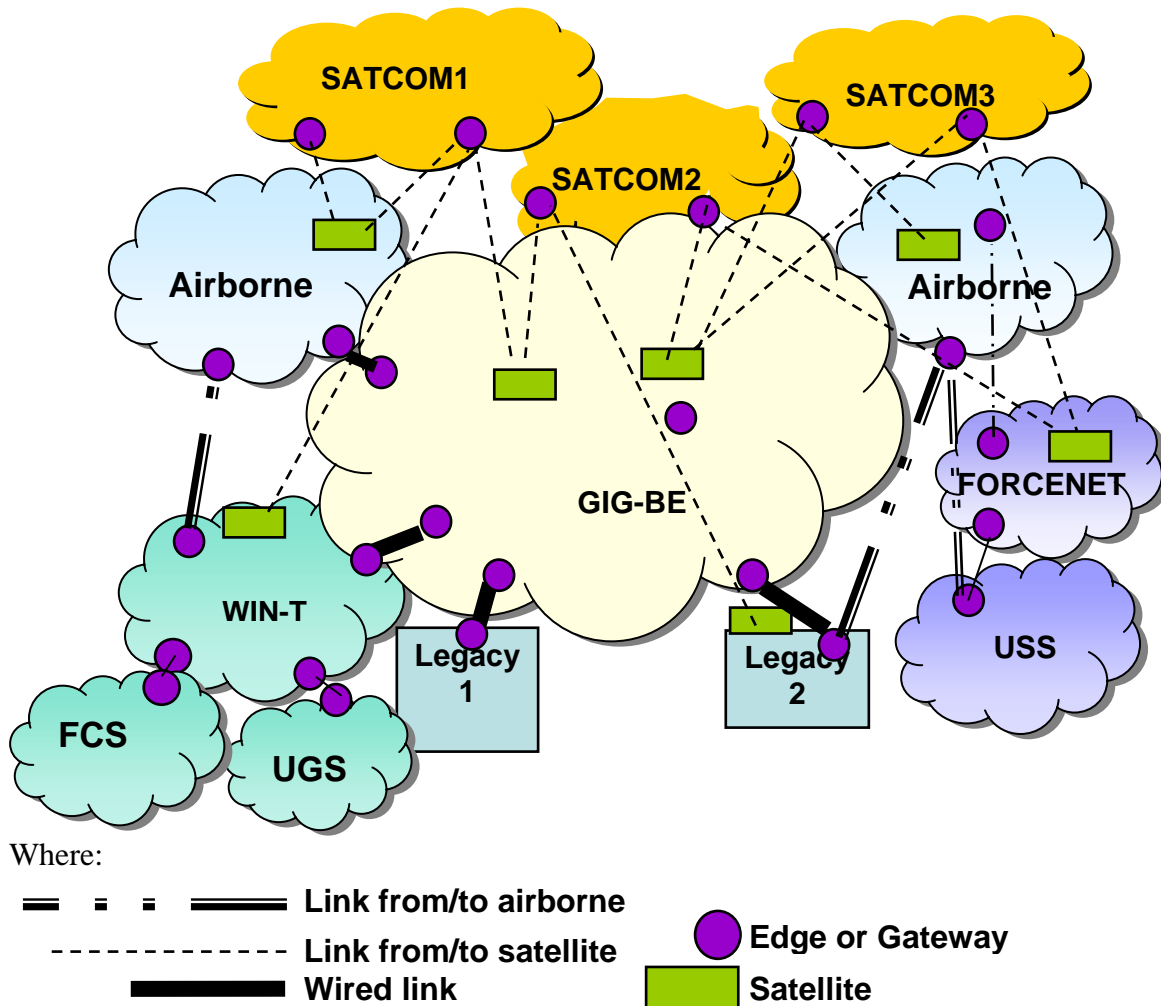 SATCOM1
SATCOM3
SATCOM2
Airborne
Airborne
FORCENET
GIG-BE
WIN-T
USS
Legacy
1
Legacy
2
FCS
UGS
Where:
Link from/to airborne
Link from/to satellite
Edge or Gateway
Wired link
Satellite